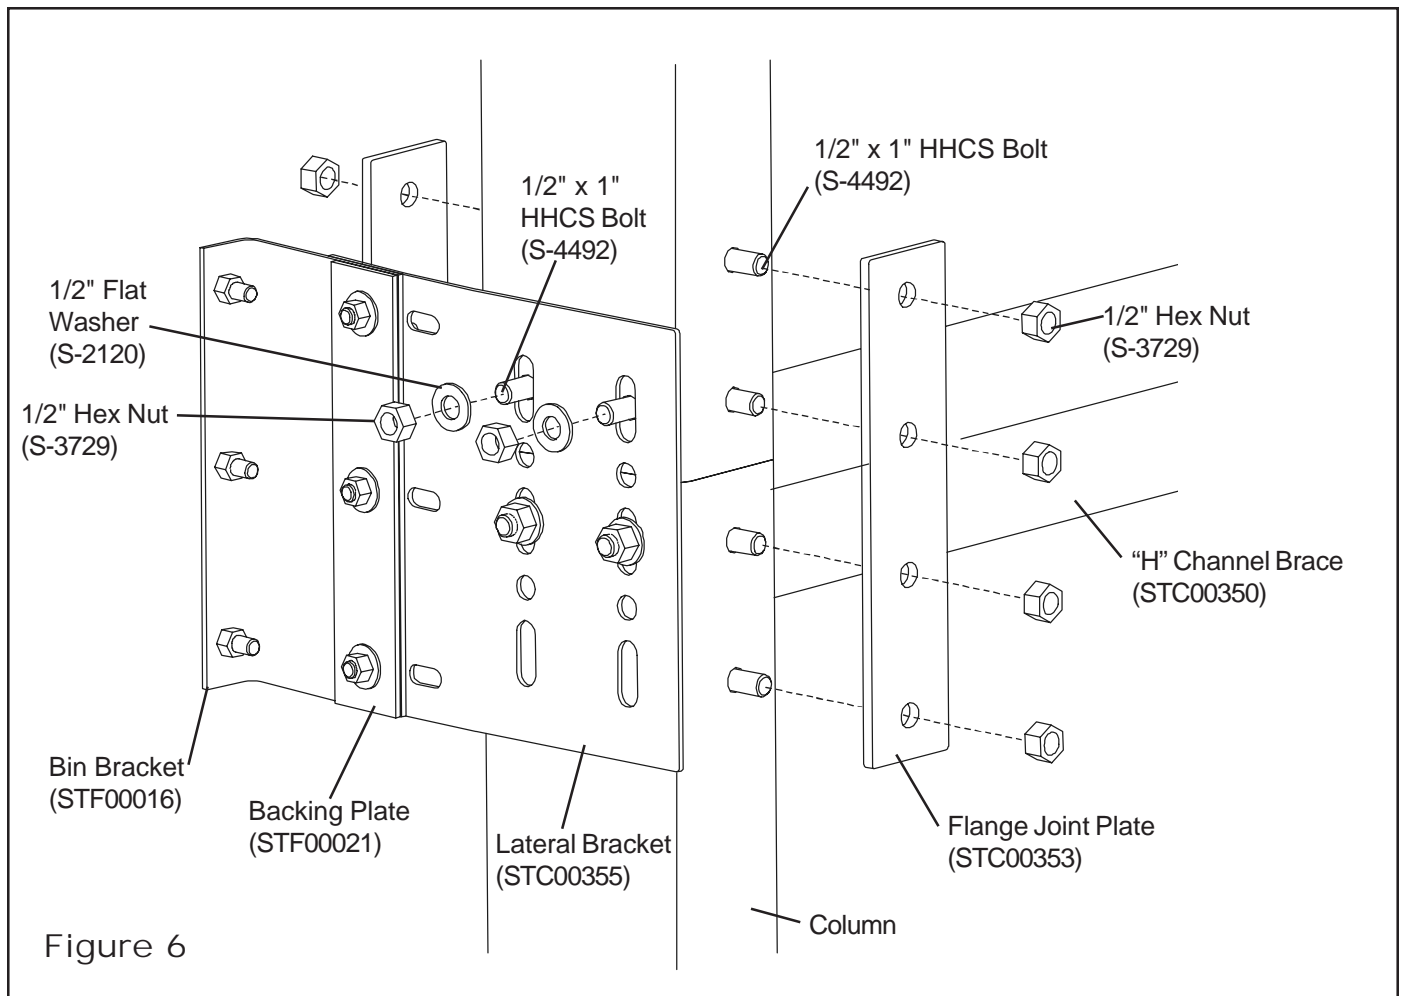 1/2" x 1" HHCS Bolt
(S-4492)
1/2" x 1"
HHCS Bolt
(S-4492)
1/2" Flat
Washer
(S-2120)
1/2" Hex Nut
(S-3729)
1/2" Hex Nut
(S-3729)
“H” Channel Brace
(STC00350)
Bin Bracket
(STF00016)
Backing Plate
(STF00021)
Lateral Bracket
(STC00355)
Flange Joint Plate
(STC00353)
Column
Figure 6